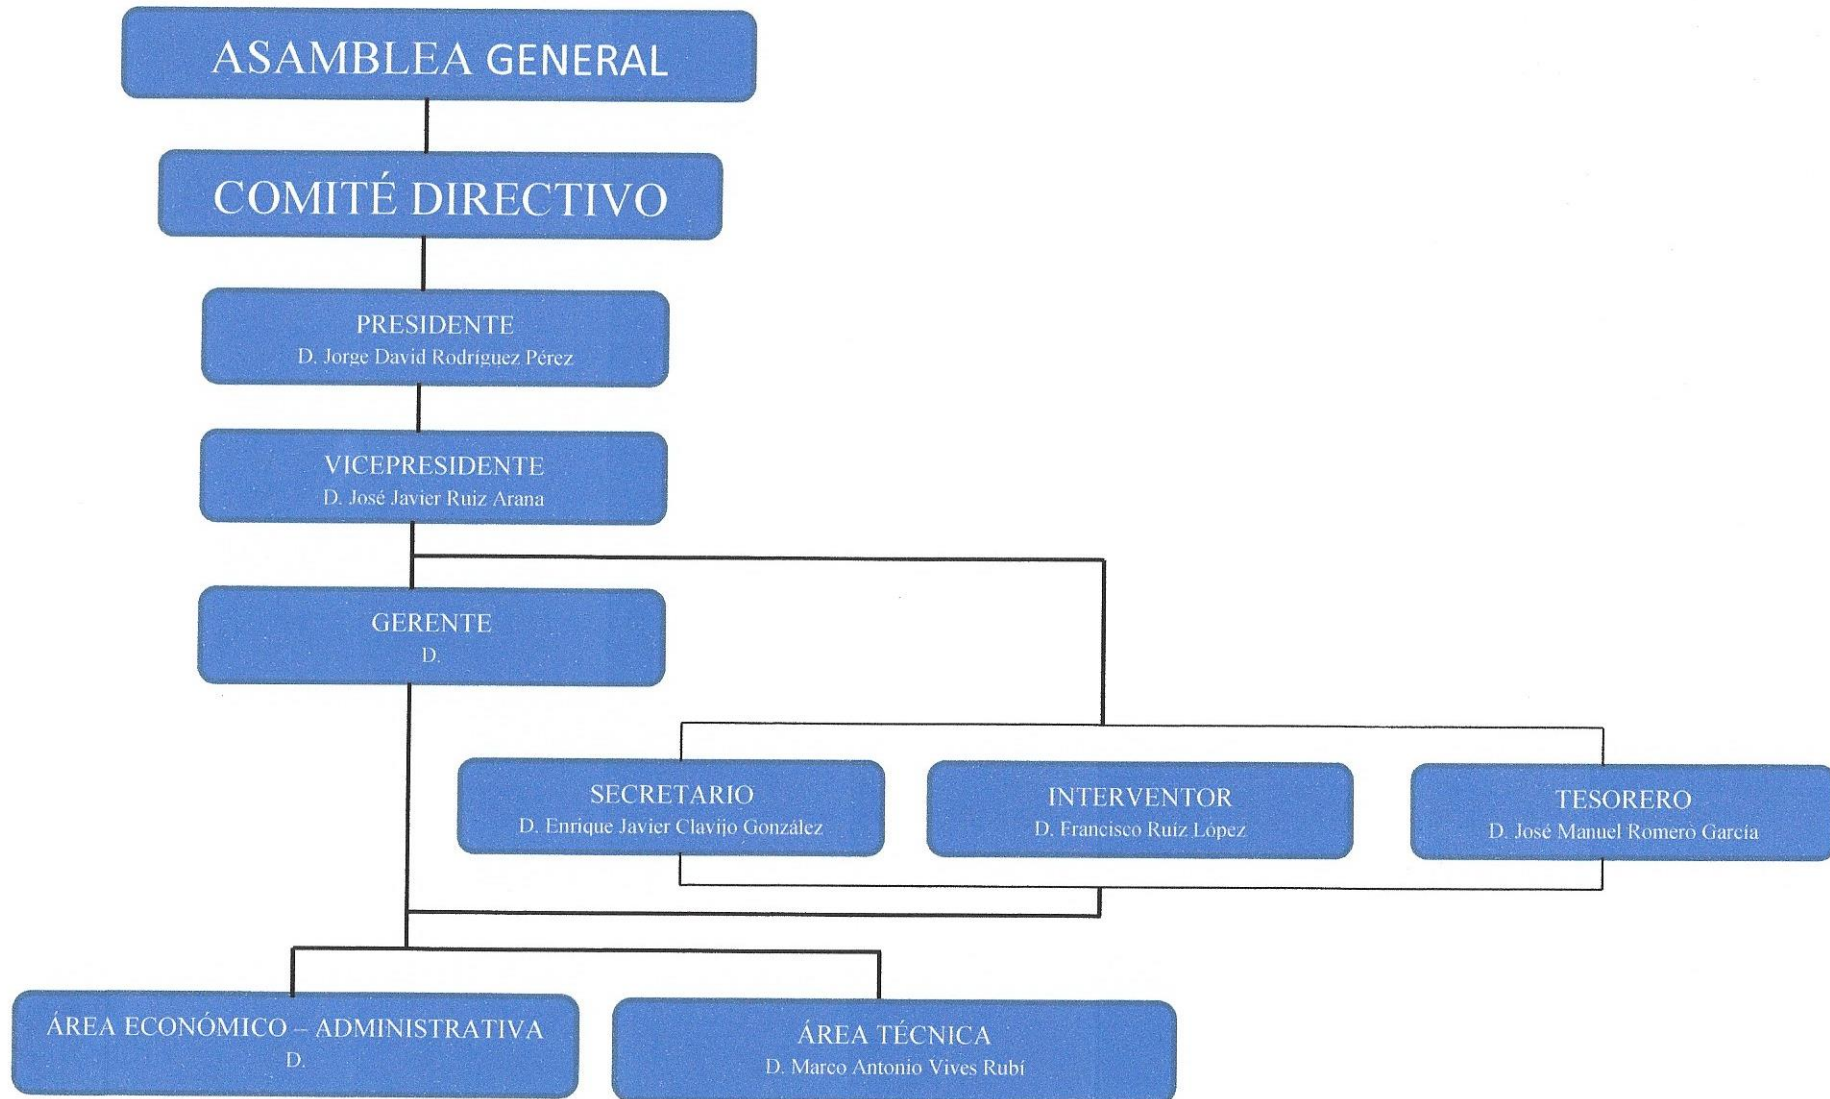 ASAMBLEA GENERAL
COMITÉ DIRECTIVO
PRESIDENTE
D. Jorge David Rodríguez Pérez
VICEPRESIDENTE
D. José Javier Ruiz Arana
GERENTE
D.
SECRETARIO
D. Enrique Javier Clavijo González
INTERVENTOR
D. Francisco Ruíz López
TESORERO
D. José Manuel Romero García
ÁREA ECONÓMICO – ADMINISTRATIVA
D.
ÁREA TÉCNICA
D. Marco Antonio Vives Rubí